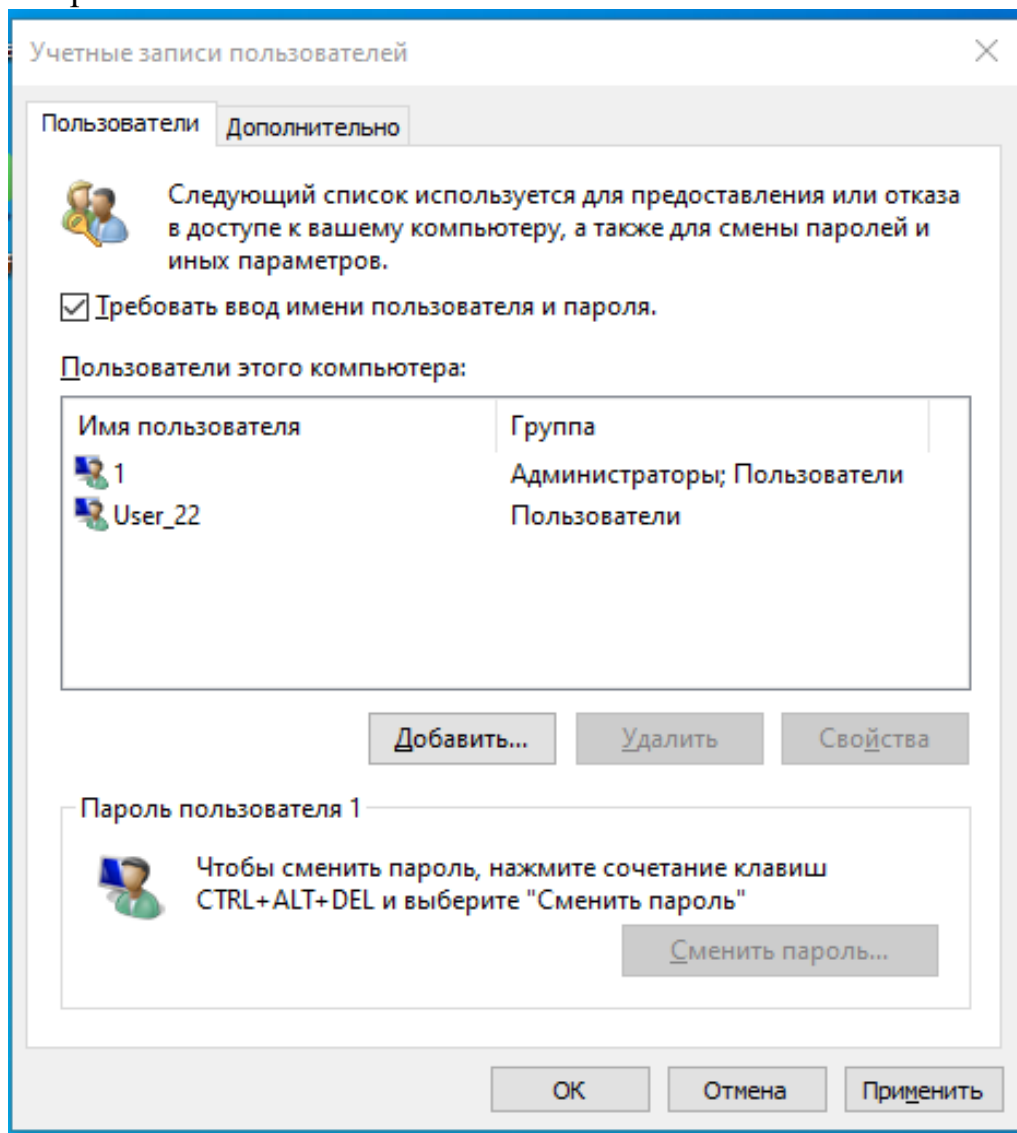 Учетные записи пользователей
Пользователи Дополнительно
Следующий список используется для предоставления или отказа
в доступе к вашему компьютеру, а также для смены паролей и
иных параметров.
Требовать ввод имени пользователя и пароля.
Пользователи этого компьютера:
Имя пользователя Группа
1 Администраторы; Пользователи
User_22 Пользователи
Добавить... Удалить Свойства
Пароль пользователя 1
Чтобы сменить пароль, нажмите сочетание клавиш
CTRL+ALT+DEL и выберите "Сменить пароль"
Сменить пароль...
ОК Отмена Применить